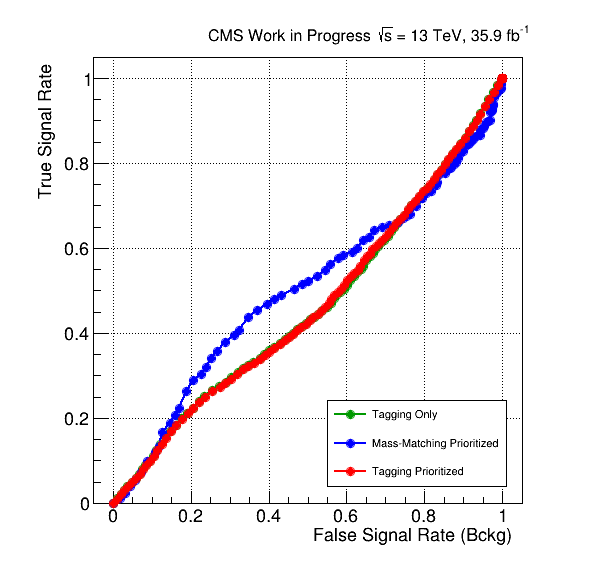 CMS Work in Progress √s = 13 TeV, 35.9 fb⁻¹
True Signal Rate
1
0.8
0.6
0.4
0.2
0
Tagging Only
Mass-Matching Prioritized
Tagging Prioritized
0 0.2 0.4 0.6 0.8 1
False Signal Rate (Bckg)